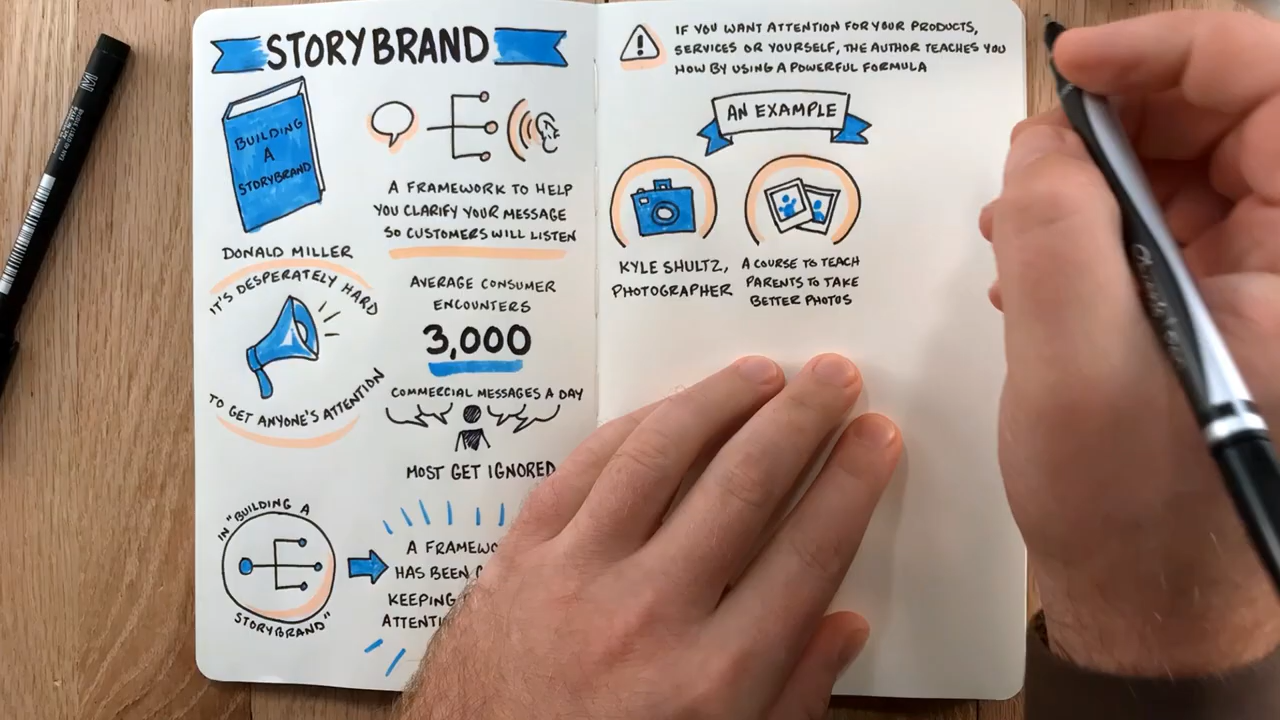 STORYBRAND
BUILDING
A
STORYBRAND
DONALD MILLER
A FRAMEWORK TO HELP
YOU CLARIFY YOUR MESSAGE
SO CUSTOMERS WILL LISTEN
IT'S DESPERATELY HARD
TO GET ANYONE'S ATTENTION
AVERAGE CONSUMER
ENCOUNTERS
3,000
COMMERCIAL MESSAGES A DAY
MOST GET IGNORED
IN "BUILDING A
STORYBRAND"
A
HAS BEEN
KEEPING
IF YOU WANT ATTENTION FOR YOUR PRODUCTS,
SERVICES OR YOURSELF, THE AUTHOR TEACHES YOU
HOW BY USING A POWERFUL FORMULA
AN EXAMPLE
KYLE SHULTZ,
PHOTOGRAPHER
A COURSE TO TEACH
PARENTS TO TAKE
BETTER PHOTOS